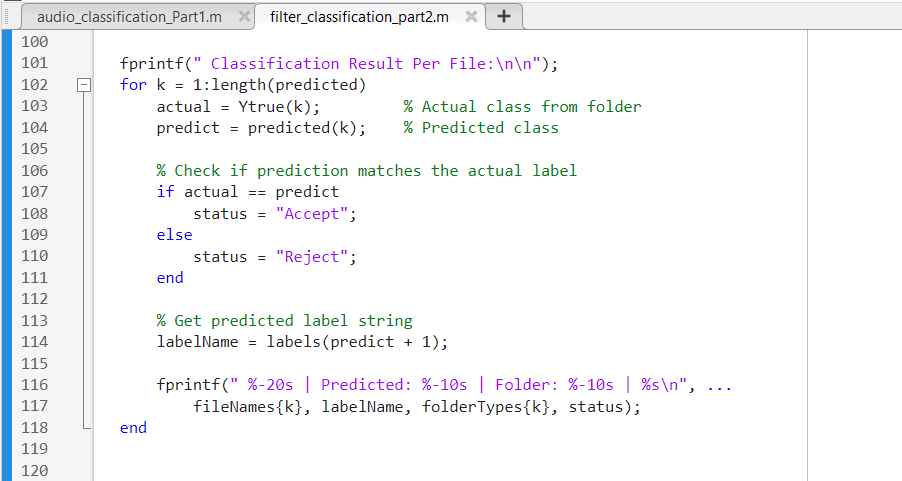 audio_classification_Part1.m × filter_classification_part2.m × +
100
101 fprintf(" Classification Result Per File:\n\n");
102 for k = 1:length(predicted)
103 actual = Ytrue(k); % Actual class from folder
104 predict = predicted(k); % Predicted class
105
106 % Check if prediction matches the actual label
107 if actual == predict
108 status = "Accept";
109 else
110 status = "Reject";
111 end
112
113 % Get predicted label string
114 labelName = labels(predict + 1);
115
116 fprintf(" %-20s | Predicted: %-10s | Folder: %-10s | %s\n", ...
117 fileNames{k}, labelName, folderTypes{k}, status);
118 end
119
120